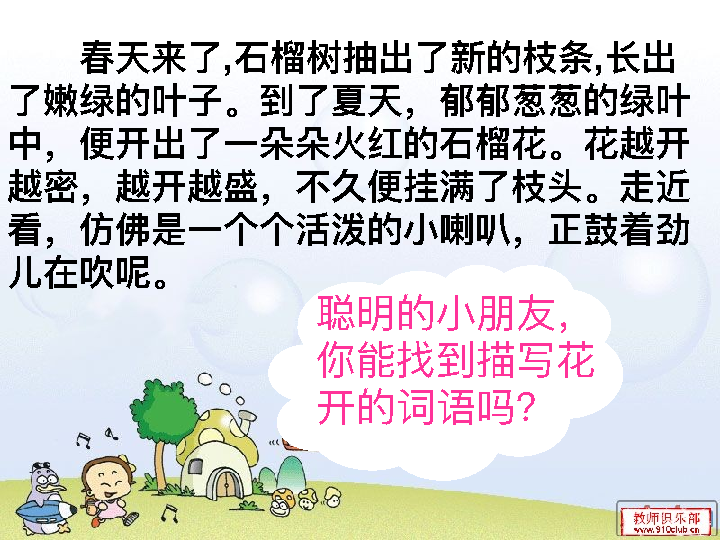 春天来了,石榴树抽出了新的枝条,长出
了嫩绿的叶子。到了夏天，郁郁葱葱的绿叶
中，便开出了一朵朵火红的石榴花。花越开
越密，越开越盛，不久便挂满了枝头。走近
看，仿佛是一个个活泼的小喇叭，正鼓着劲
儿在吹呢。
聪明的小朋友，
你能找到描写花
开的词语吗？
教师俱乐部
www.910club.cn